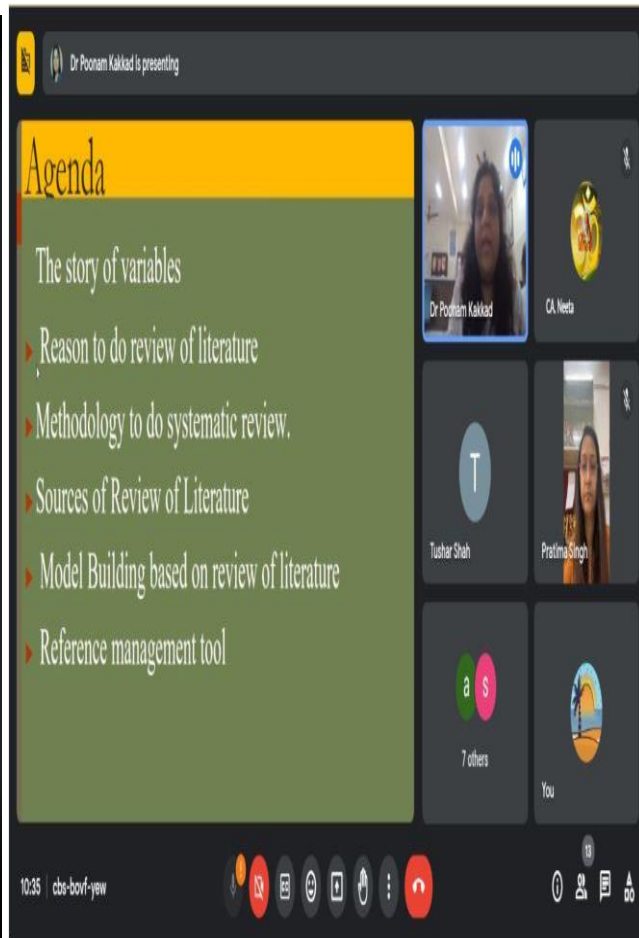 Dr Poonam Kakkad is presenting
Agenda
The story of variables
Reason to do review of literature
Methodology to do systematic review.
Sources of Review of Literature
Model Building based on review of literature
Reference management tool
Dr Poonam Kakkad
CA. Neeta
T
Tushar Shah
Pratima Singh
a s
7 others
You
10:35 | cbs-bovf-yew
13